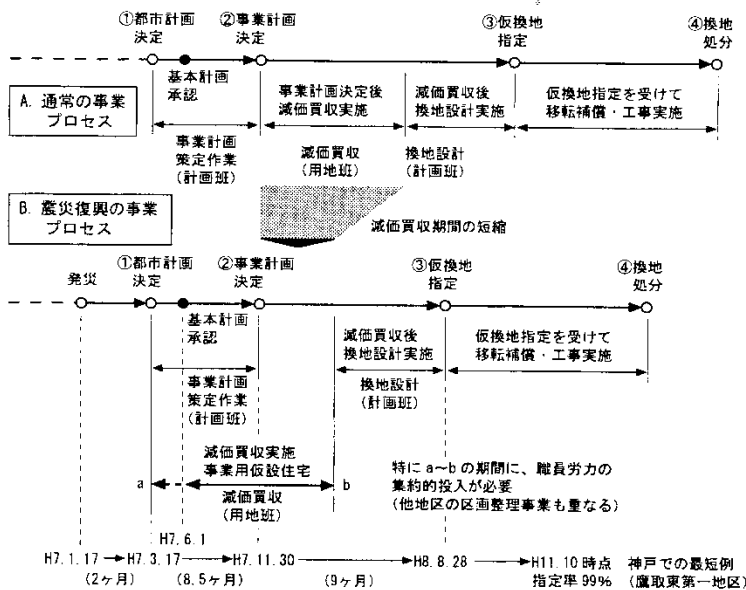 ①都市計画
決定
②事業計画
決定
③仮換地
指定
④換地
処分
基本計画
承認
A. 通常の事業
プロセス
事業計画決定後
減価買収実施
減価買収後
換地設計実施
仮換地指定を受けて
移転補償・工事実施
事業計画
策定作業
(計画班)
減価買収
(用地班)
換地設計
(計画班)
B. 震災復興の事業
プロセス
減価買収期間の短縮
発災
①都市計画
決定
②事業計画
決定
③仮換地
指定
④換地
処分
基本計画
承認
減価買収後
換地設計実施
仮換地指定を受けて
移転補償・工事実施
事業計画
策定作業
(計画班)
換地設計
(計画班)
減価買収実施
事業用仮設住宅
a
b
減価買収
(用地班)
特にa~bの期間に、職員労力の
集約的投入が必要
(他地区の区画整理事業も重なる)
H7.6.1
H7.1.17 H7.3.17 H7.11.30 H8.8.28 H11.10時点 神戸での最短例
(2ヶ月) (8.5ヶ月) (9ヶ月) 指定率99% (鷹取東第一地区)